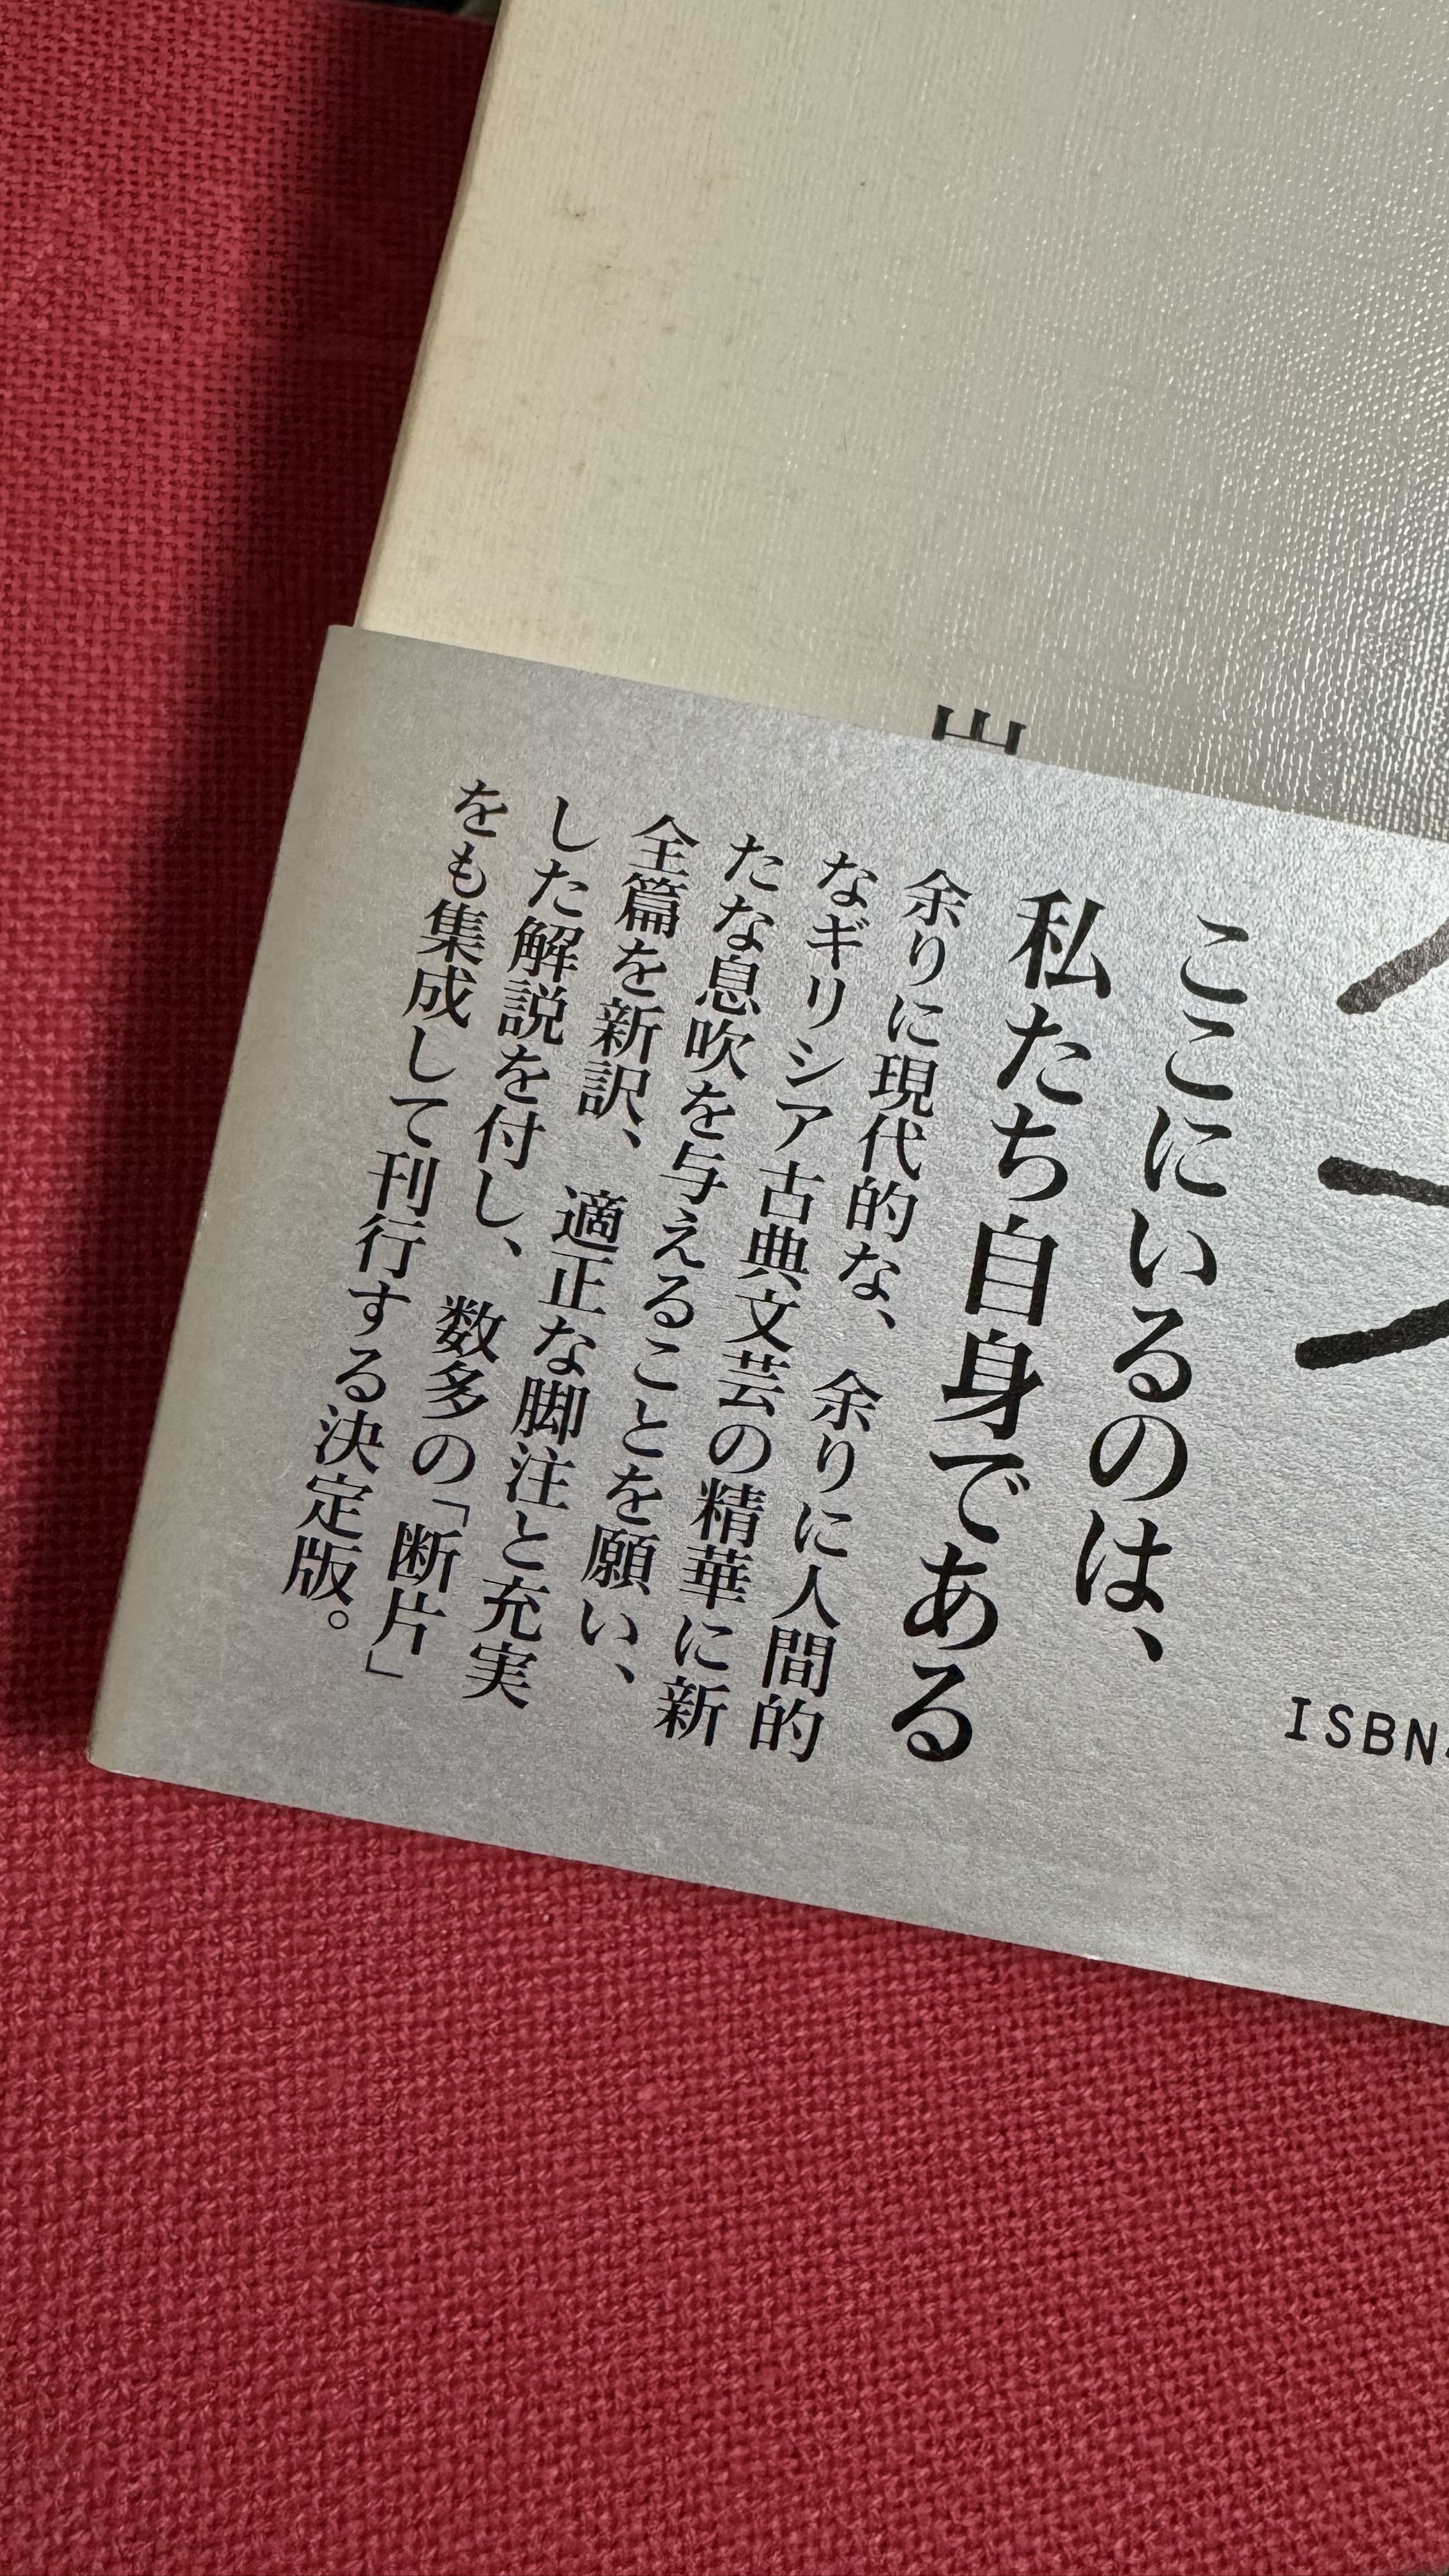 ここにいるのは、
私たち自身である
余りに現代的な、余りに人間的
なギリシア古典文芸の精華に新
たな息吹を与えることを願い、
全篇を新訳、適正な脚注と充実
した解説を付し、数多の「断片」
をも集成して刊行する決定版。
ISBN